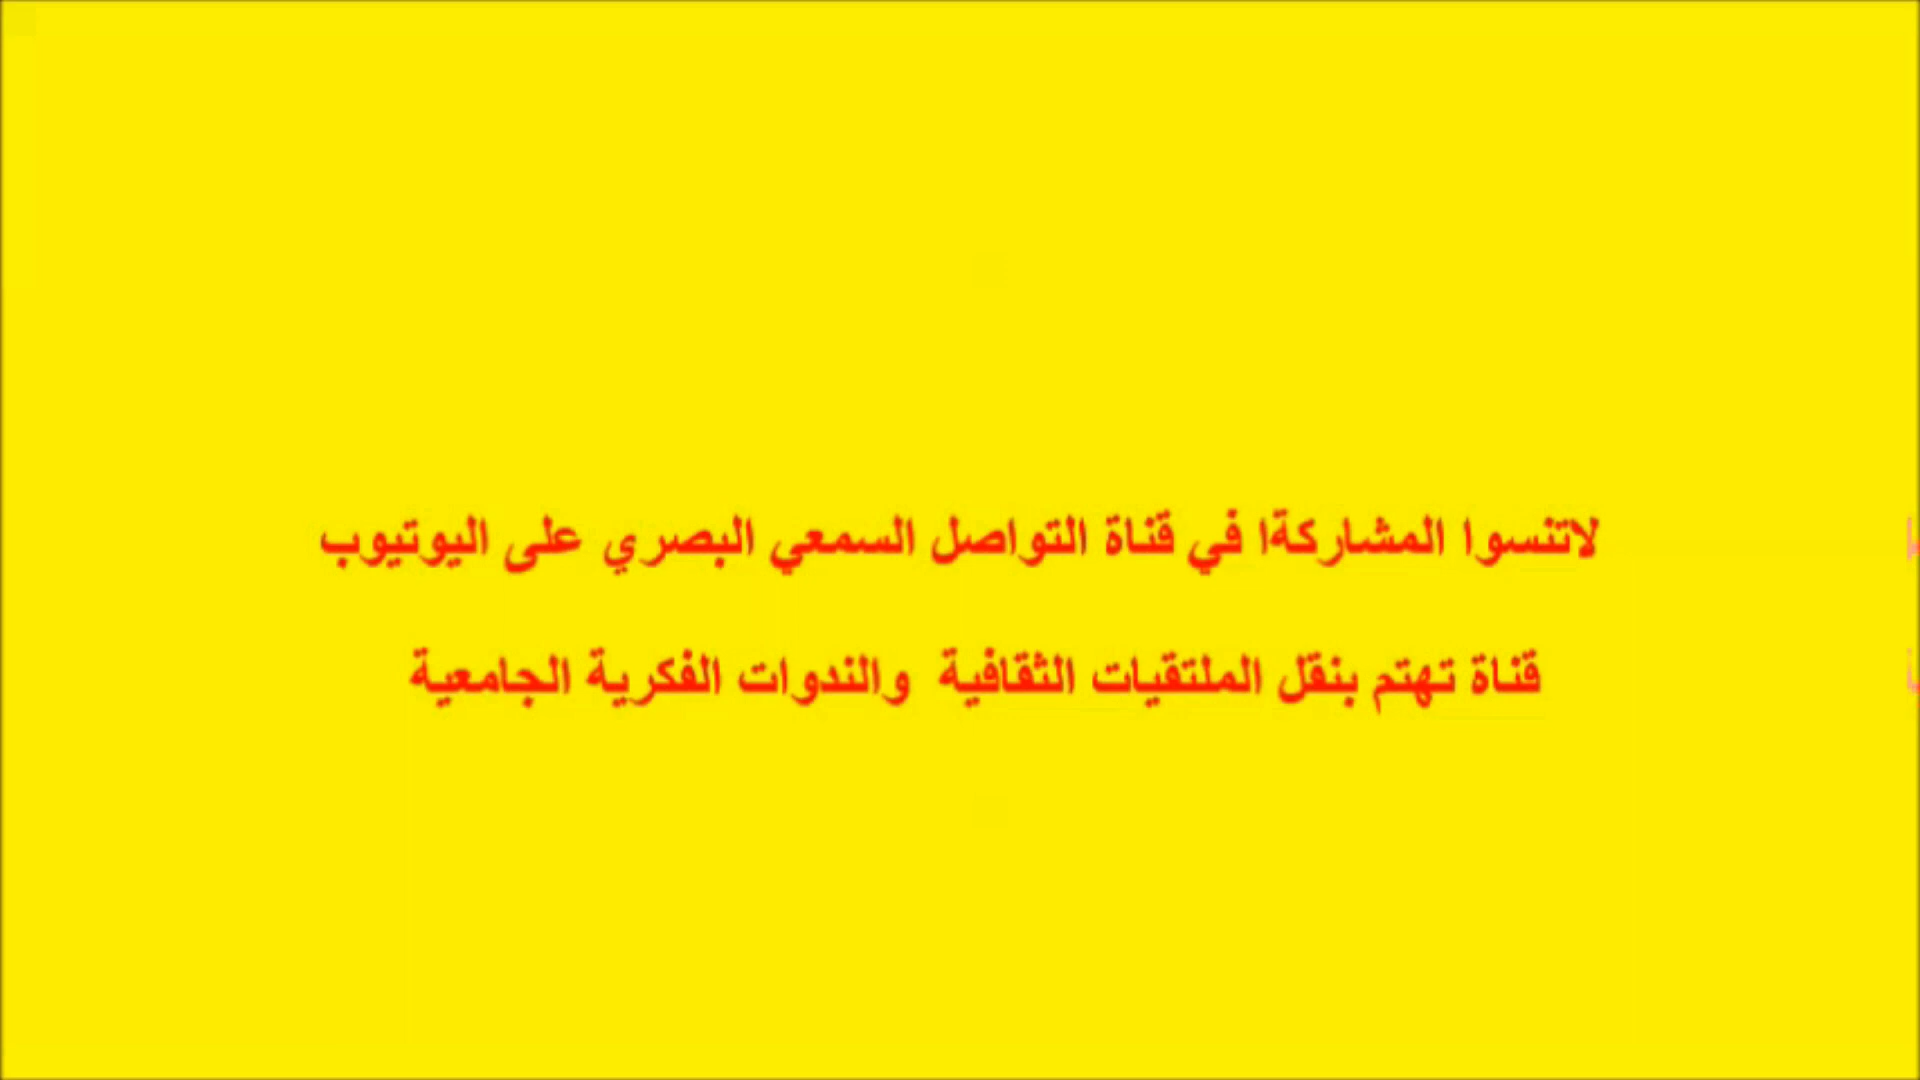 لاتنسوا المشاركةا في قناة التواصل السمعي البصري على اليوتيوب
قناة تهتم بنقل الملتقيات الثقافية والندوات الفكرية الجامعية